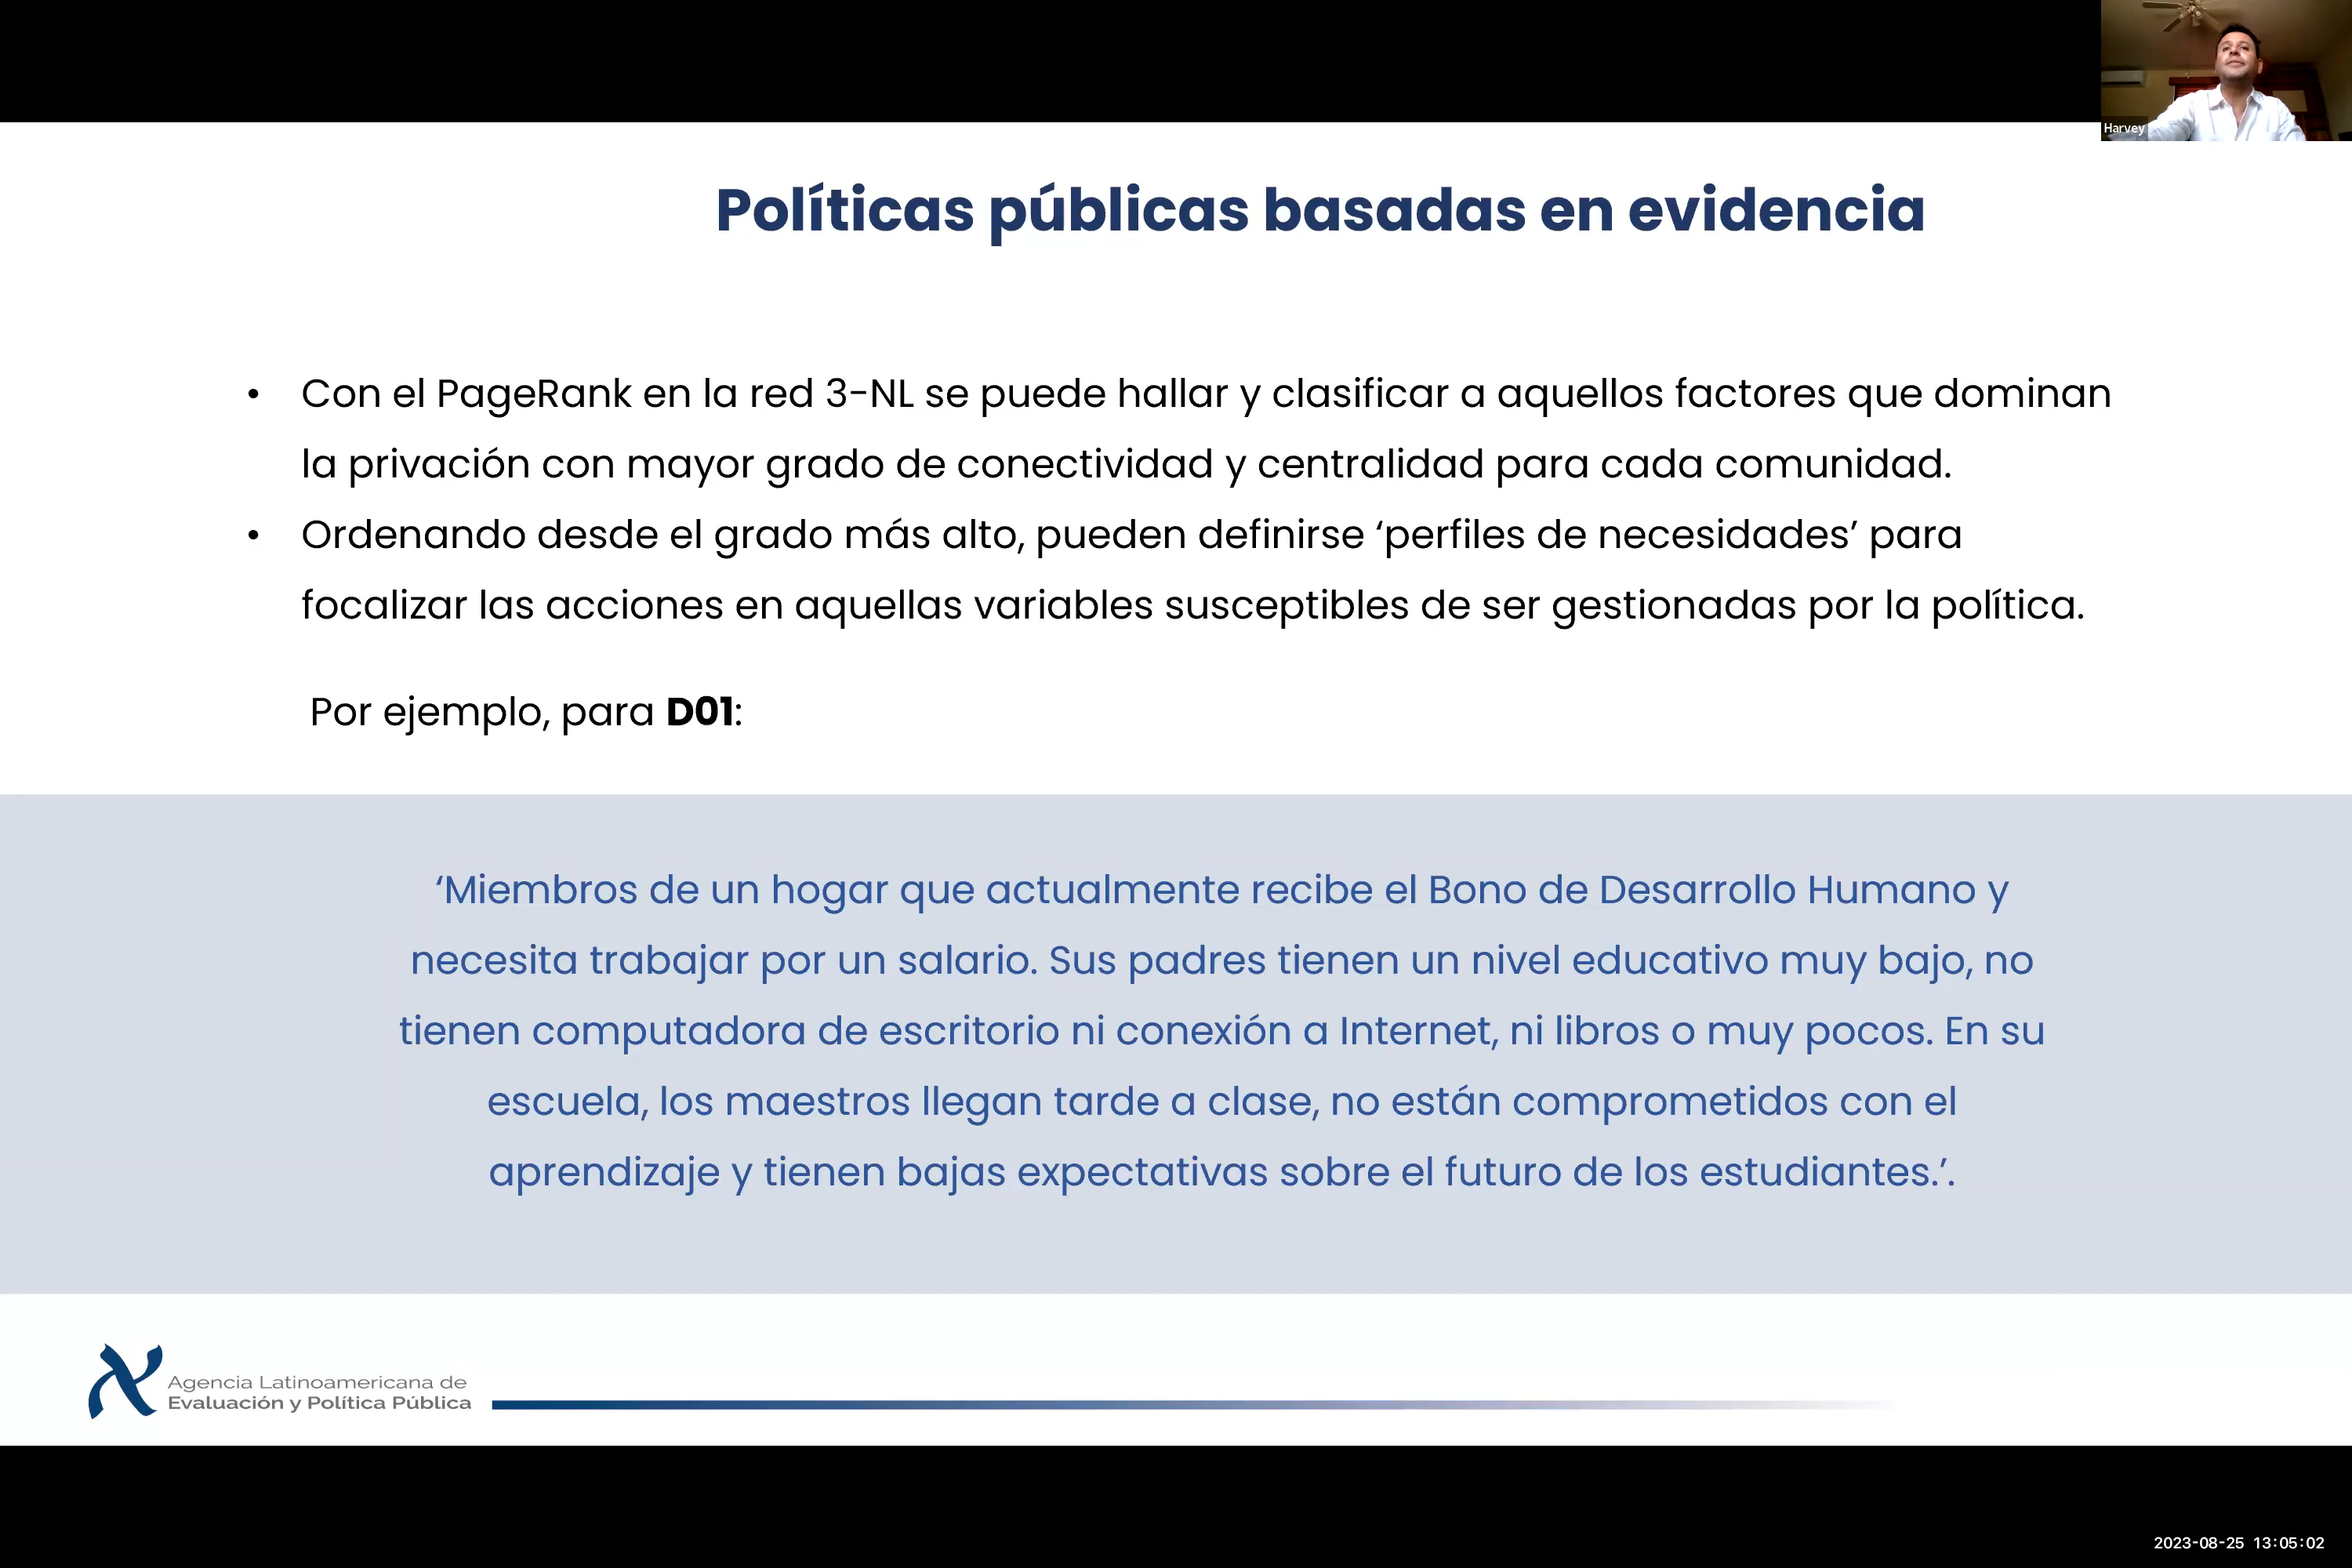 Harvey
Políticas públicas basadas en evidencia
• Con el PageRank en la red 3-NL se puede hallar y clasificar a aquellos factores que dominan
la privación con mayor grado de conectividad y centralidad para cada comunidad.
• Ordenando desde el grado más alto, pueden definirse ‘perfiles de necesidades’ para
focalizar las acciones en aquellas variables susceptibles de ser gestionadas por la política.
Por ejemplo, para D01:
‘Miembros de un hogar que actualmente recibe el Bono de Desarrollo Humano y
necesita trabajar por un salario. Sus padres tienen un nivel educativo muy bajo, no
tienen computadora de escritorio ni conexión a Internet, ni libros o muy pocos. En su
escuela, los maestros llegan tarde a clase, no están comprometidos con el
aprendizaje y tienen bajas expectativas sobre el futuro de los estudiantes.’.
Agencia Latinoamericana de
Evaluación y Política Pública
2023-08-25 13:05:02